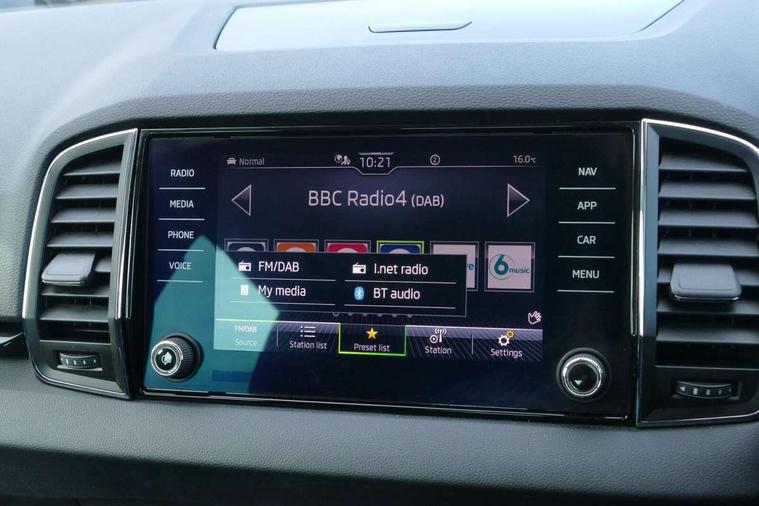 RADIO
MEDIA
PHONE
VOICE
Normal
10:21
2
16.0°C
BBC Radio4 (DAB)
6
music
FM/DAB
I.net radio
My media
BT audio
FM/DAB
Source
Station list
Preset list
Station
Settings
NAV
APP
CAR
MENU